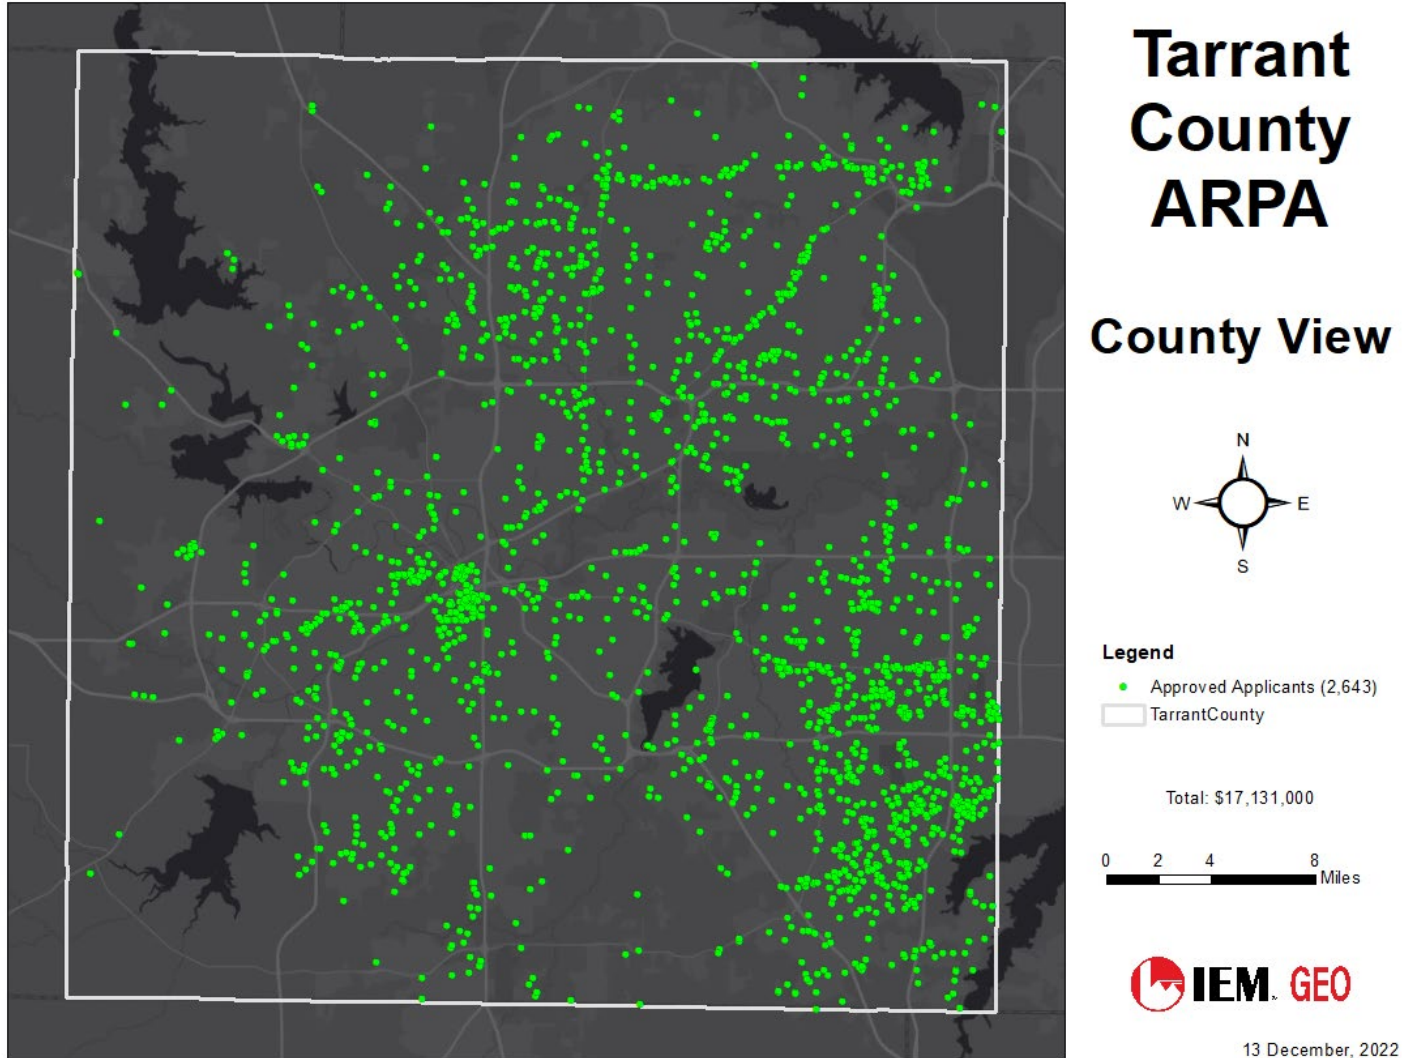 Tarrant
County
ARPA
County View
N
W E
S
Legend
Approved Applicants (2,643)
TarrantCounty
Total: $17,131,000
0 2 4 8
Miles
IEM. GEO
13 December, 2022